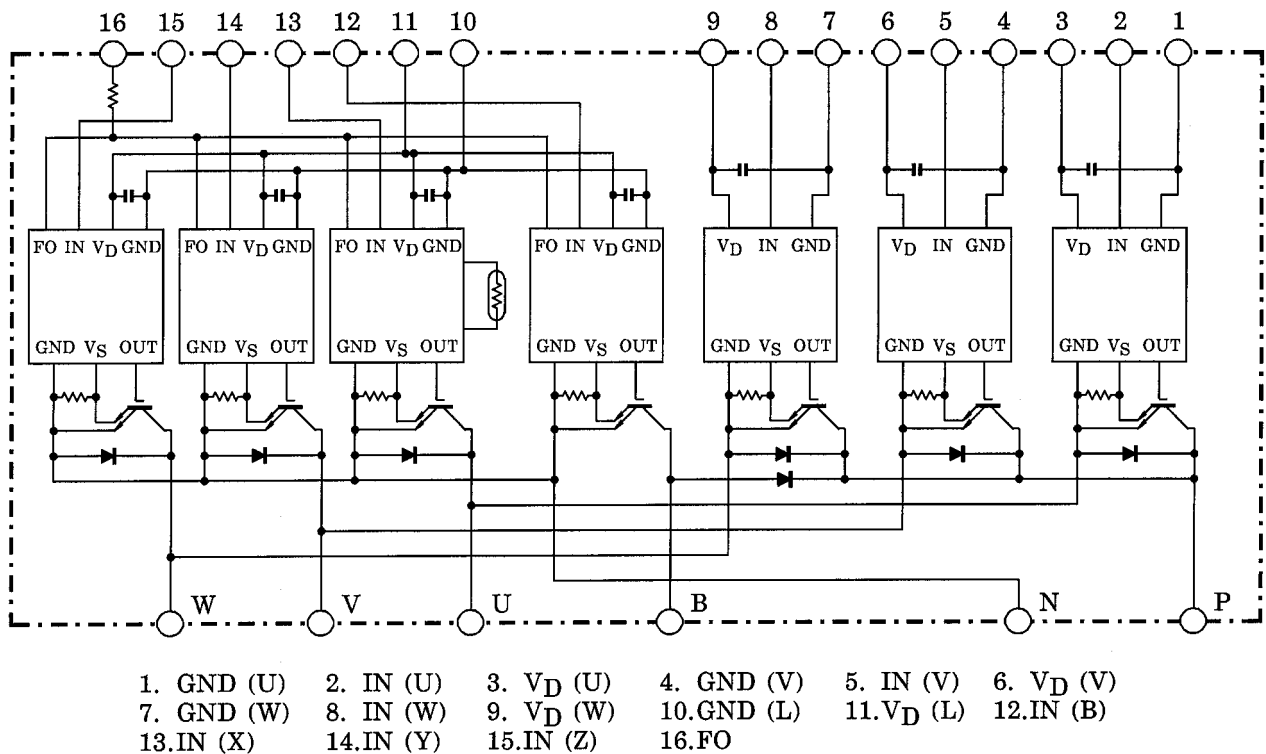 16 15 14 13 12 11 10 9 8 7 6 5 4 3 2 1
FO IN VD GND FO IN VD GND FO IN VD GND FO IN VD GND VD IN GND VD IN GND VD IN GND
GND VS OUT GND VS OUT GND VS OUT GND VS OUT GND VS OUT GND VS OUT GND VS OUT
W V U B N P
1. GND (U) 2. IN (U) 3. VD (U) 4. GND (V) 5. IN (V) 6. VD (V)
7. GND (W) 8. IN (W) 9. VD (W) 10.GND (L) 11.VD (L) 12.IN (B)
13.IN (X) 14.IN (Y) 15.IN (Z) 16.FO